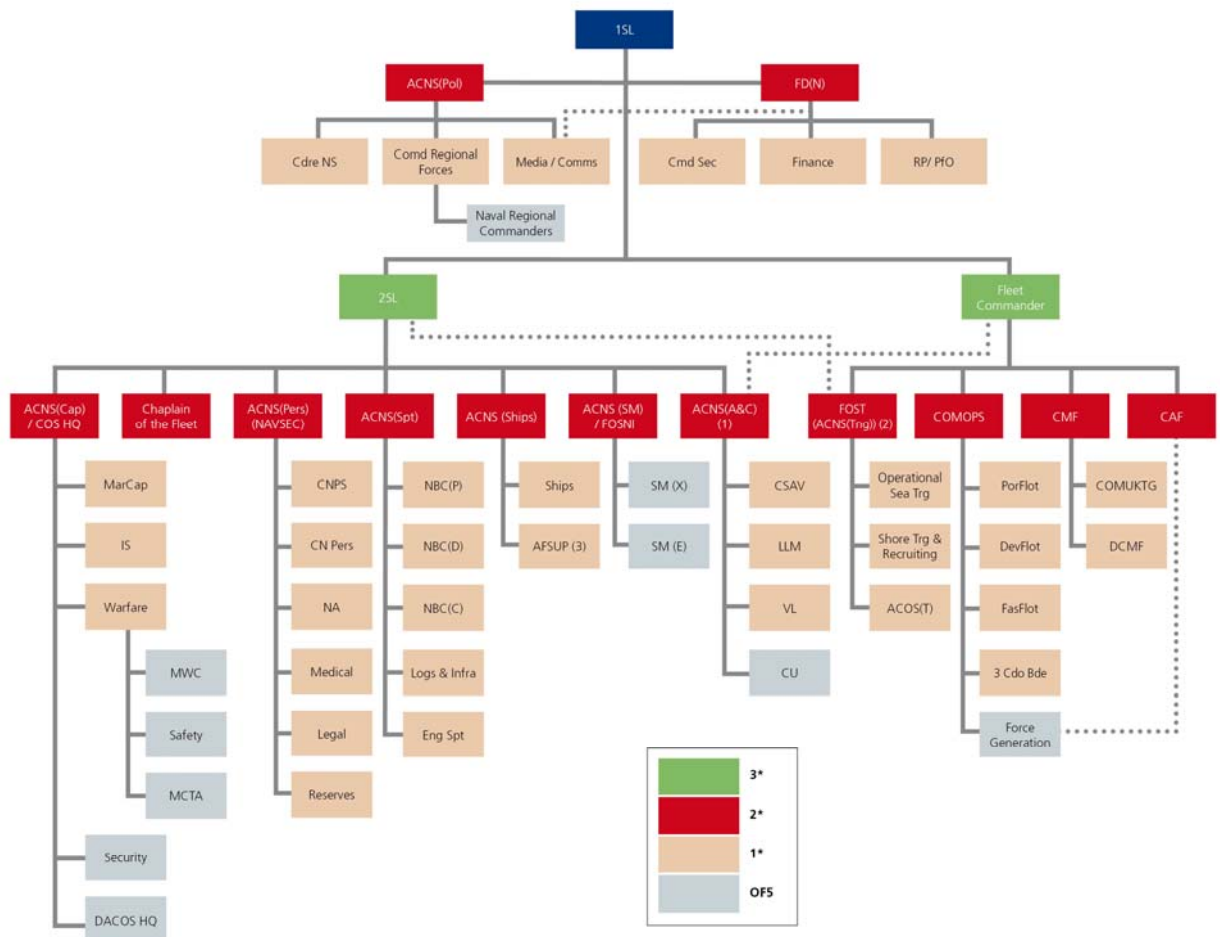 1SL
ACNS(Pol)
FD(N)
Cdre NS
Comd Regional
Forces
Media / Comms
Cmd Sec
Finance
RP/ PfO
Naval Regional
Commanders
2SL
Fleet
Commander
ACNS(Cap)
/ COS HQ
Chaplain
of the Fleet
ACNS(Pers)
(NAVSEC)
ACNS(Spt)
ACNS (Ships)
ACNS (SM)
/ FOSNI
ACNS(A&C)
(1)
FOST
(ACNS(Trg)) (2)
COMOPS
CMF
CAF
MarCap
IS
Warfare
MWC
Safety
MCTA
Security
DACOS HQ
CNPS
CN Pers
NA
Medical
Legal
Reserves
NBC(P)
NBC(D)
NBC(C)
Logs & Infra
Eng Spt
Ships
AFSUP (3)
SM (X)
SM (E)
CSAV
LLM
VL
CU
Operational
Sea Trg
Shore Trg &
Recruiting
ACOS(T)
PorFlot
DevFlot
FasFlot
3 Cdo Bde
Force
Generation
COMUKTG
DCMF
3*
2*
1*
OF5